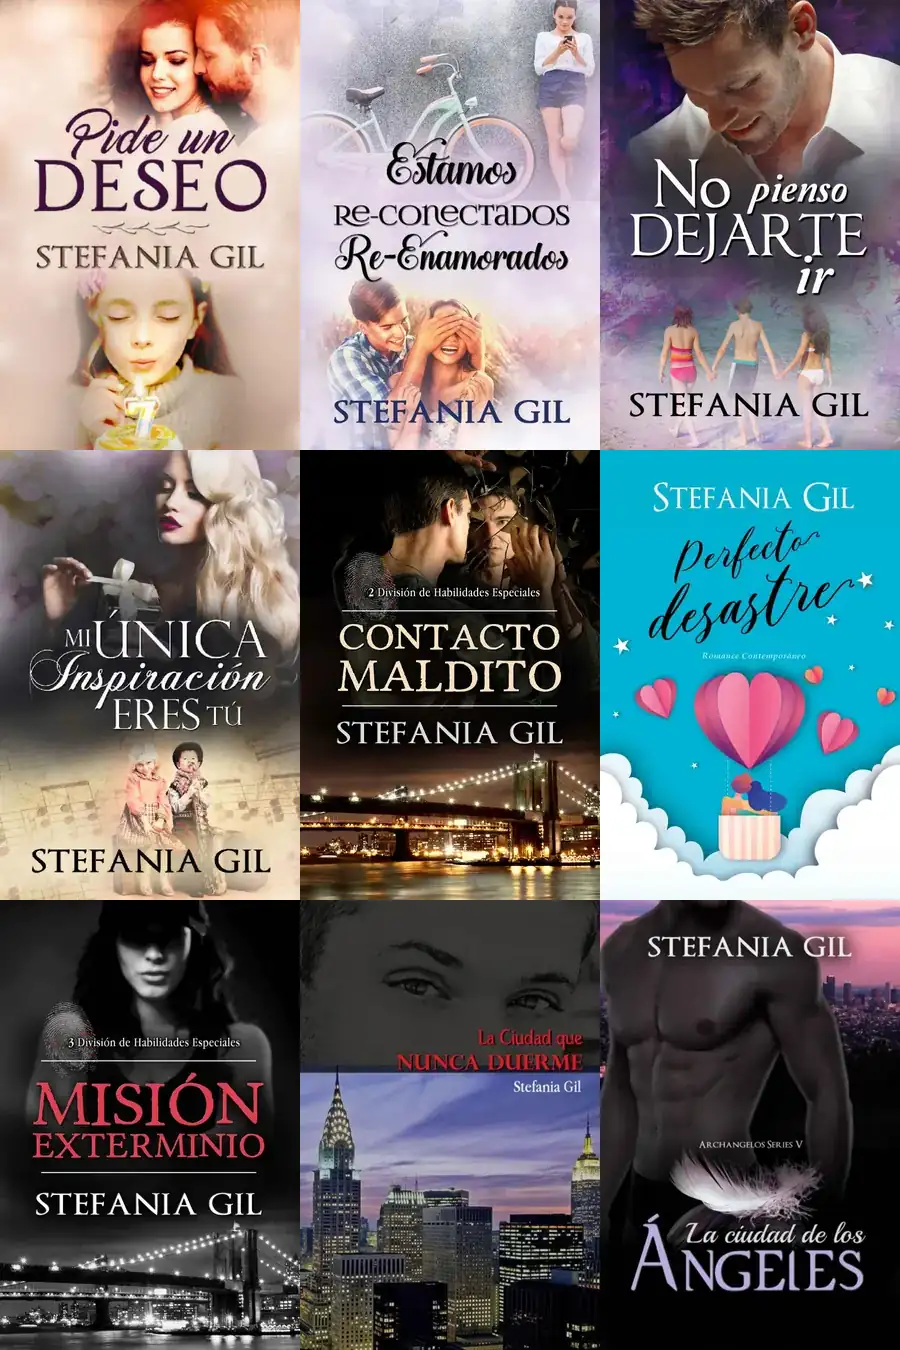 Pide un
DESEO
STEFANIA GIL
7
Estamos
Re-conectados
Re-Enamorados
STEFANIA GIL
No pienso
DEJARTE
ir
STEFANIA GIL
MI ÚNICA
Inspiración
ERES TÚ
STEFANIA GIL
2 División de Habilidades Especiales
CONTACTO
MALDITO
STEFANIA GIL
STEFANIA GIL
Perfecto
desastre
Romance Contemporáneo
3 División de Habilidades Especiales
MISIÓN
EXTERMINIO
STEFANIA GIL
La Ciudad que
NUNCA DUERME
Stefania Gil
STEFANIA GIL
ARCHANGELOS SERIES V
La ciudad de los
ÁNGELES